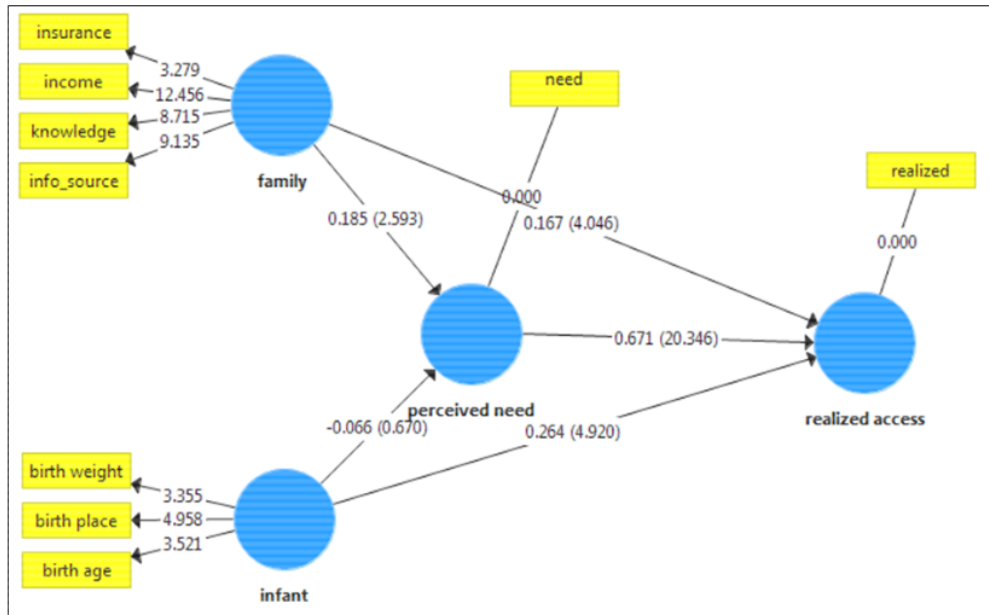 insurance
3.279
income
12.456
knowledge
8.715
info_source
9.135
family
need
0.000
realized
0.000
0.185 (2.593)
0.167 (4.046)
perceived need
0.671 (20.346)
realized access
-0.066 (0.670)
0.264 (4.920)
birth weight
3.355
birth place
4.958
birth age
3.521
infant